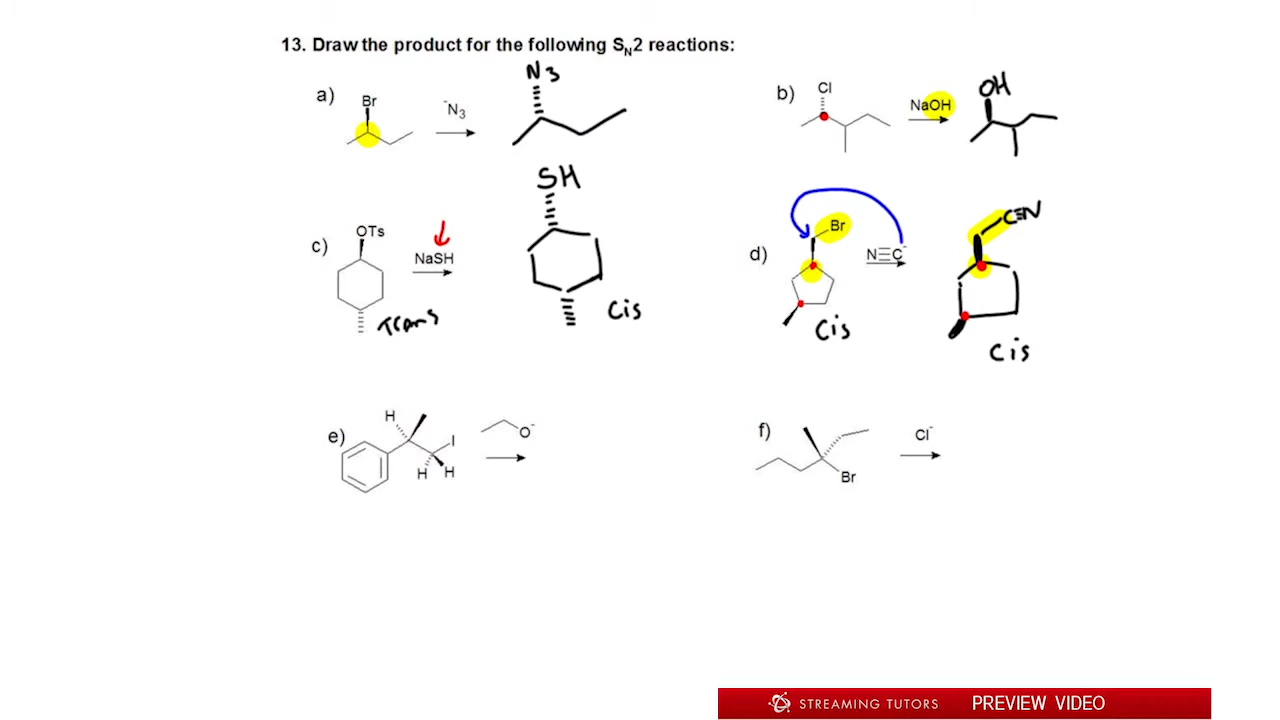 13. Draw the product for the following SN2 reactions:
a)
Br
⁻N3
N3
b)
Cl
NaOH
OH
c)
OTs
NaSH
Trans
SH
Cis
d)
Br
N≡C⁻
Cis
C≡N
Cis
e)
H
I
H
H
O⁻
f)
Br
Cl⁻
STREAMING TUTORS PREVIEW VIDEO